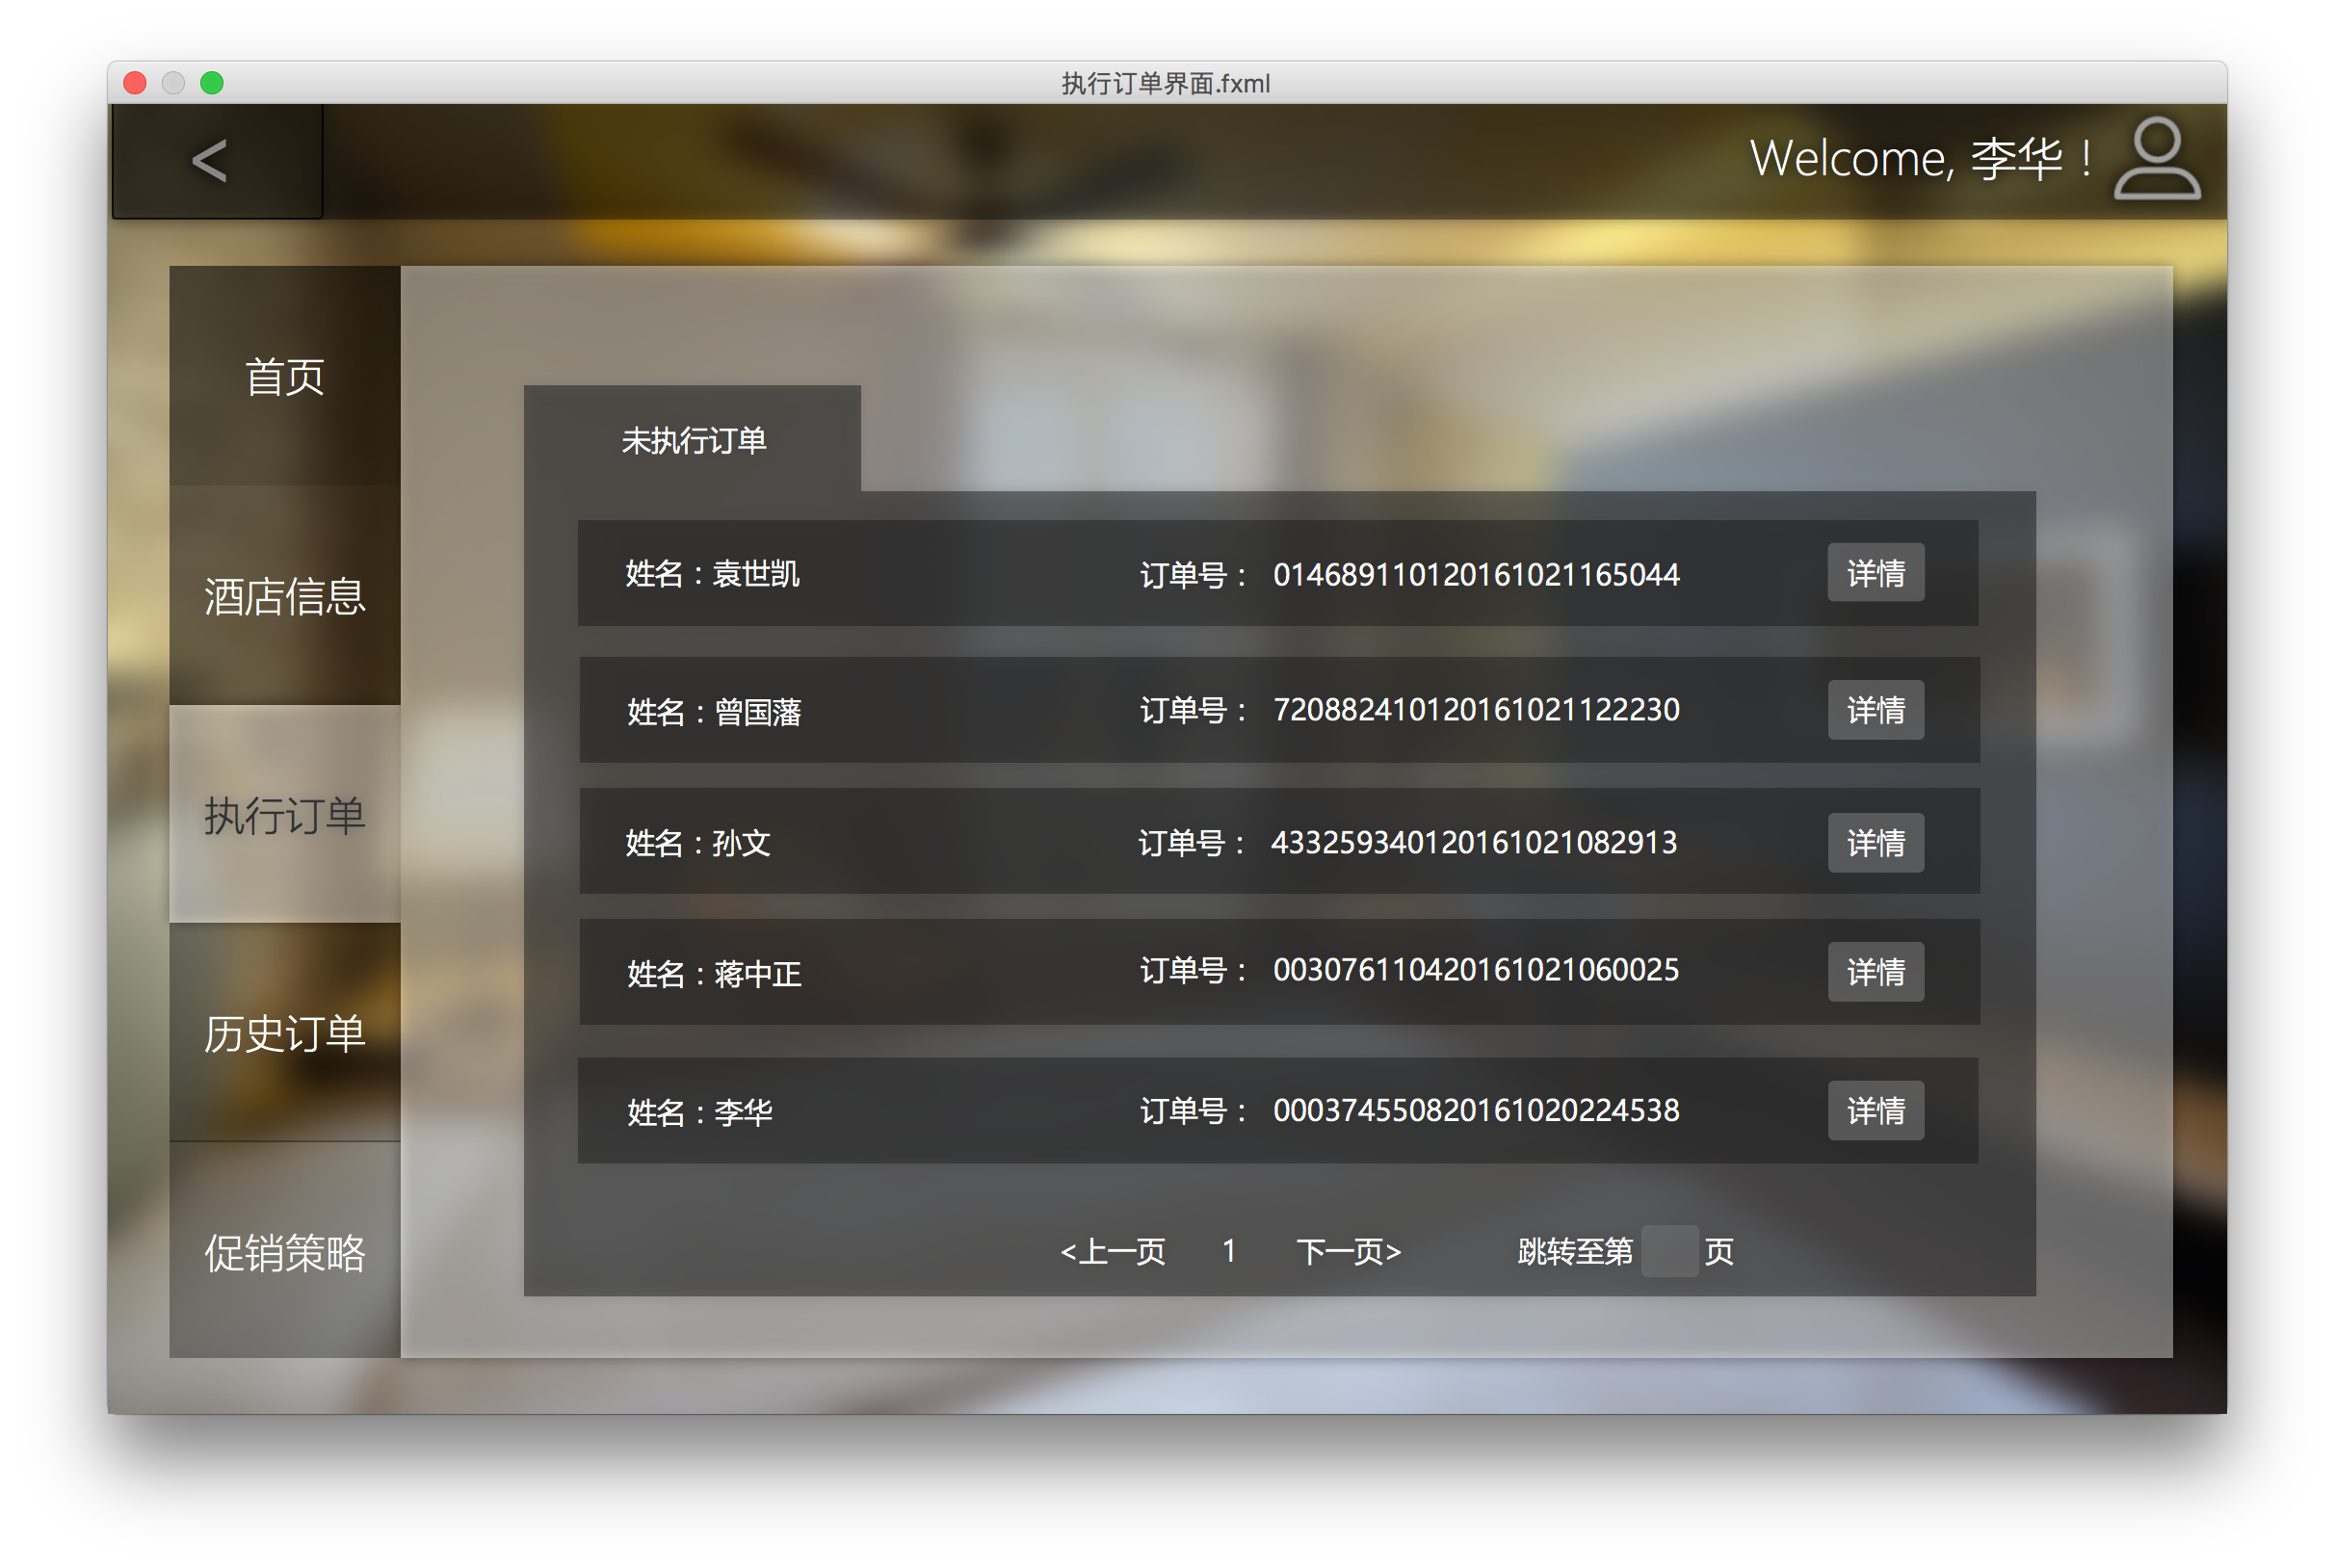 执行订单界面.fxml
<
Welcome, 李华！
首页
酒店信息
执行订单
历史订单
促销策略
未执行订单
姓名：袁世凯 订单号： 014689110120161021165044 详情
姓名：曾国藩 订单号： 720882410120161021122230 详情
姓名：孙文 订单号： 433259340120161021082913 详情
姓名：蒋中正 订单号： 003076110420161021060025 详情
姓名：李华 订单号： 000374550820161020224538 详情
<上一页 1 下一页> 跳转至第 页